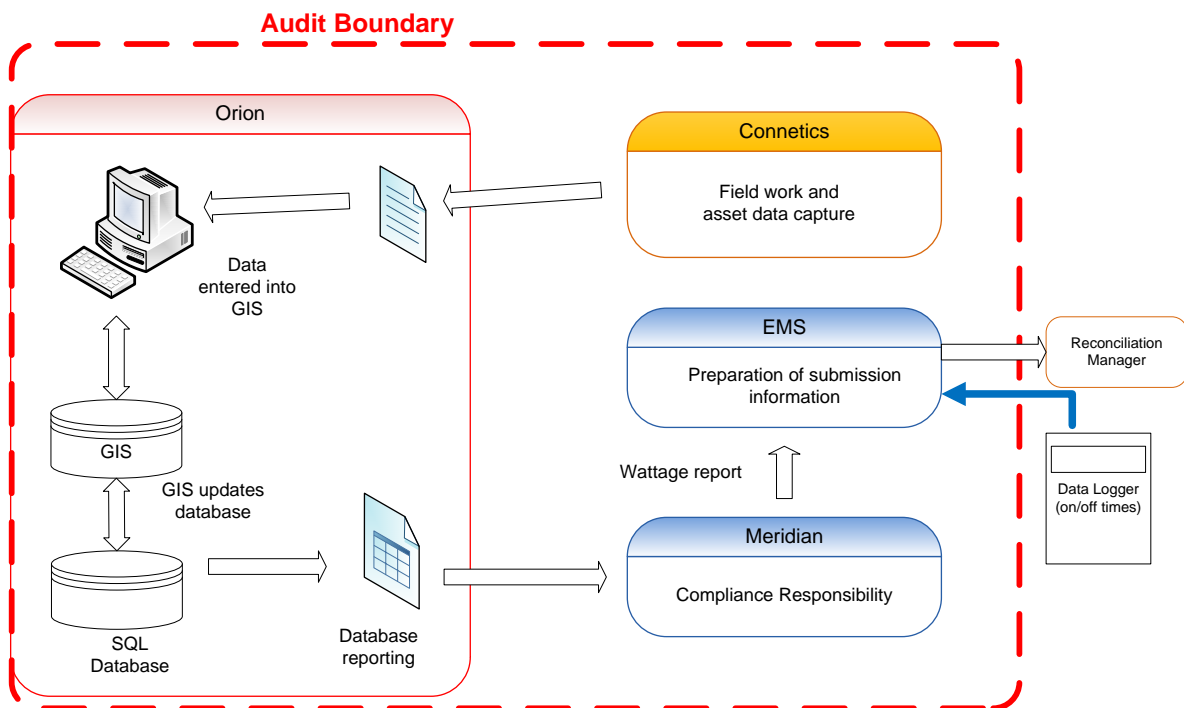 Audit Boundary
Orion
Data
entered into
GIS
GIS
GIS updates
database
SQL
Database
Database
reporting
Connetics
Field work and
asset data capture
EMS
Preparation of submission
information
Wattage report
Meridian
Compliance Responsibility
Reconciliation
Manager
Data Logger
(on/off times)